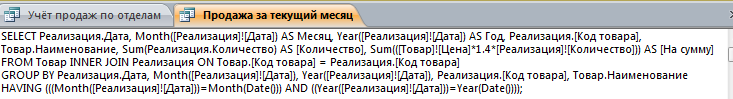 Учёт продаж по отделам Продажа за текущий месяц
SELECT Реализация.Дата, Month([Реализация]![Дата]) AS Месяц, Year([Реализация]![Дата]) AS Год, Реализация.[Код товара],
Товар.Наименование, Sum(Реализация.Количество) AS [Количество], Sum(([Товар]![Цена]*1.4*[Реализация]![Количество])) AS [На сумму]
FROM Товар INNER JOIN Реализация ON Товар.[Код товара] = Реализация.[Код товара]
GROUP BY Реализация.Дата, Month([Реализация]![Дата]), Year([Реализация]![Дата]), Реализация.[Код товара], Товар.Наименование
HAVING (((Month([Реализация]![Дата]))=Month(Date())) AND ((Year([Реализация]![Дата]))=Year(Date())));